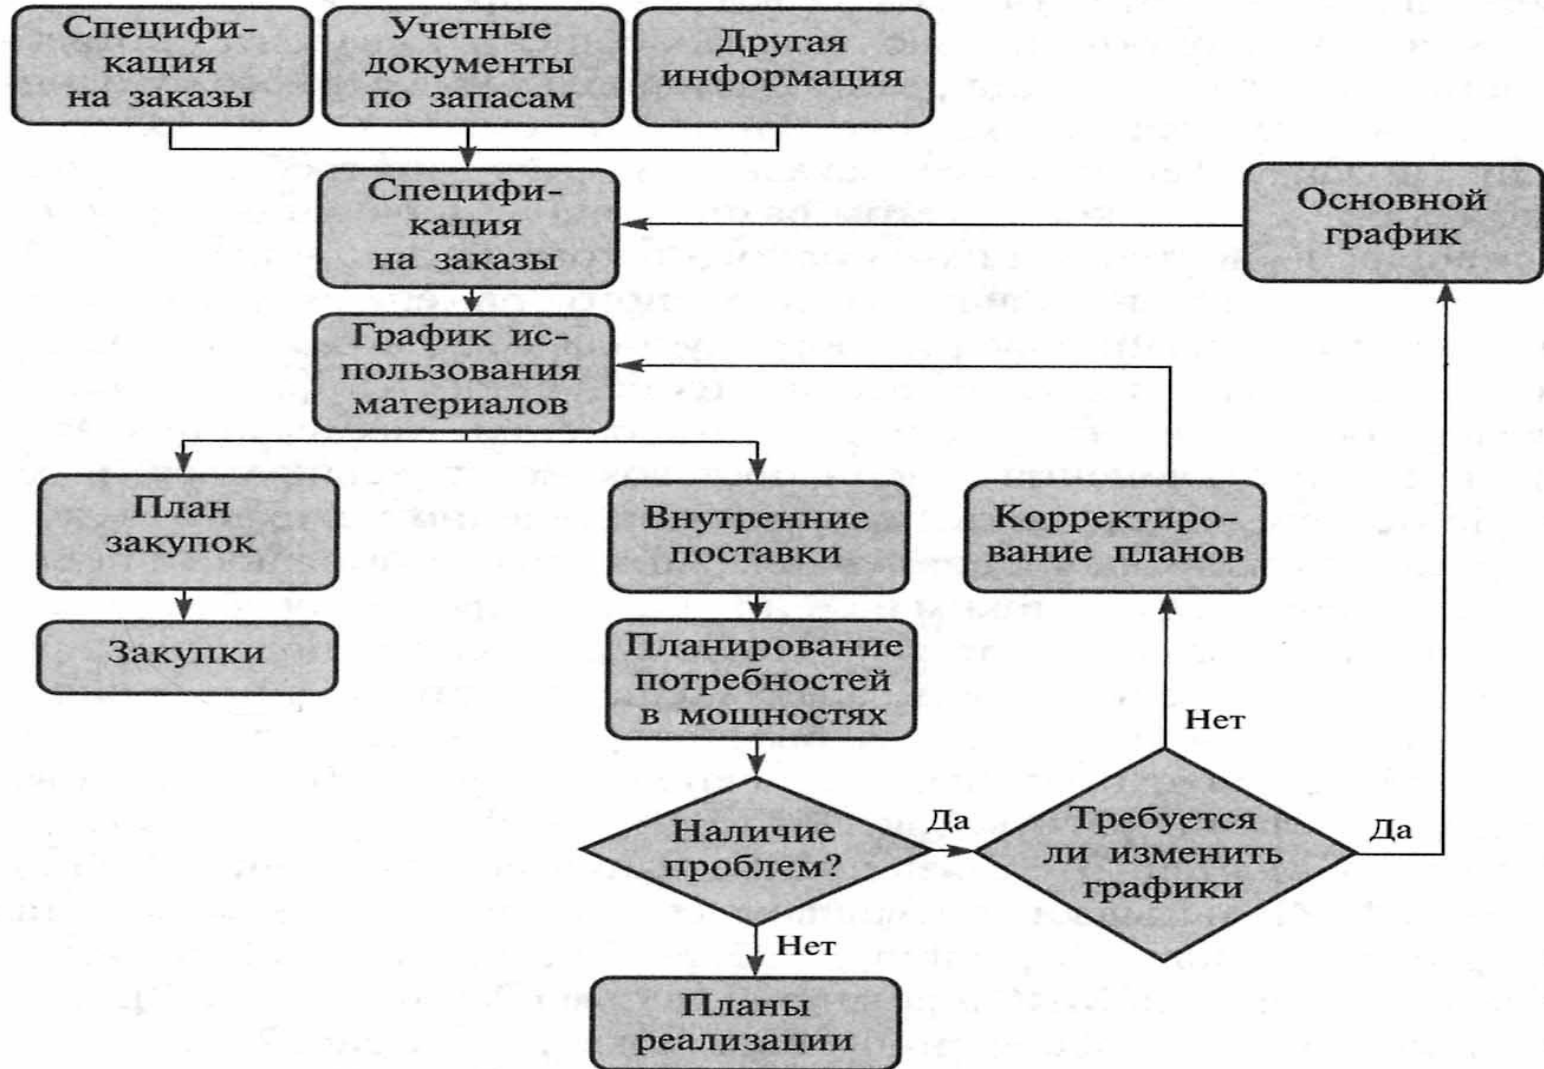 Специфи-
кация
на заказы
Учетные
документы
по запасам
Другая
информация
Специфи-
кация
на заказы
Основной
график
График ис-
пользования
материалов
План
закупок
Внутренние
поставки
Корректиро-
вание планов
Закупки
Планирование
потребностей
в мощностях
Нет
Наличие
проблем?
Да
Требуется
ли изменить
графики
Да
Нет
Планы
реализации